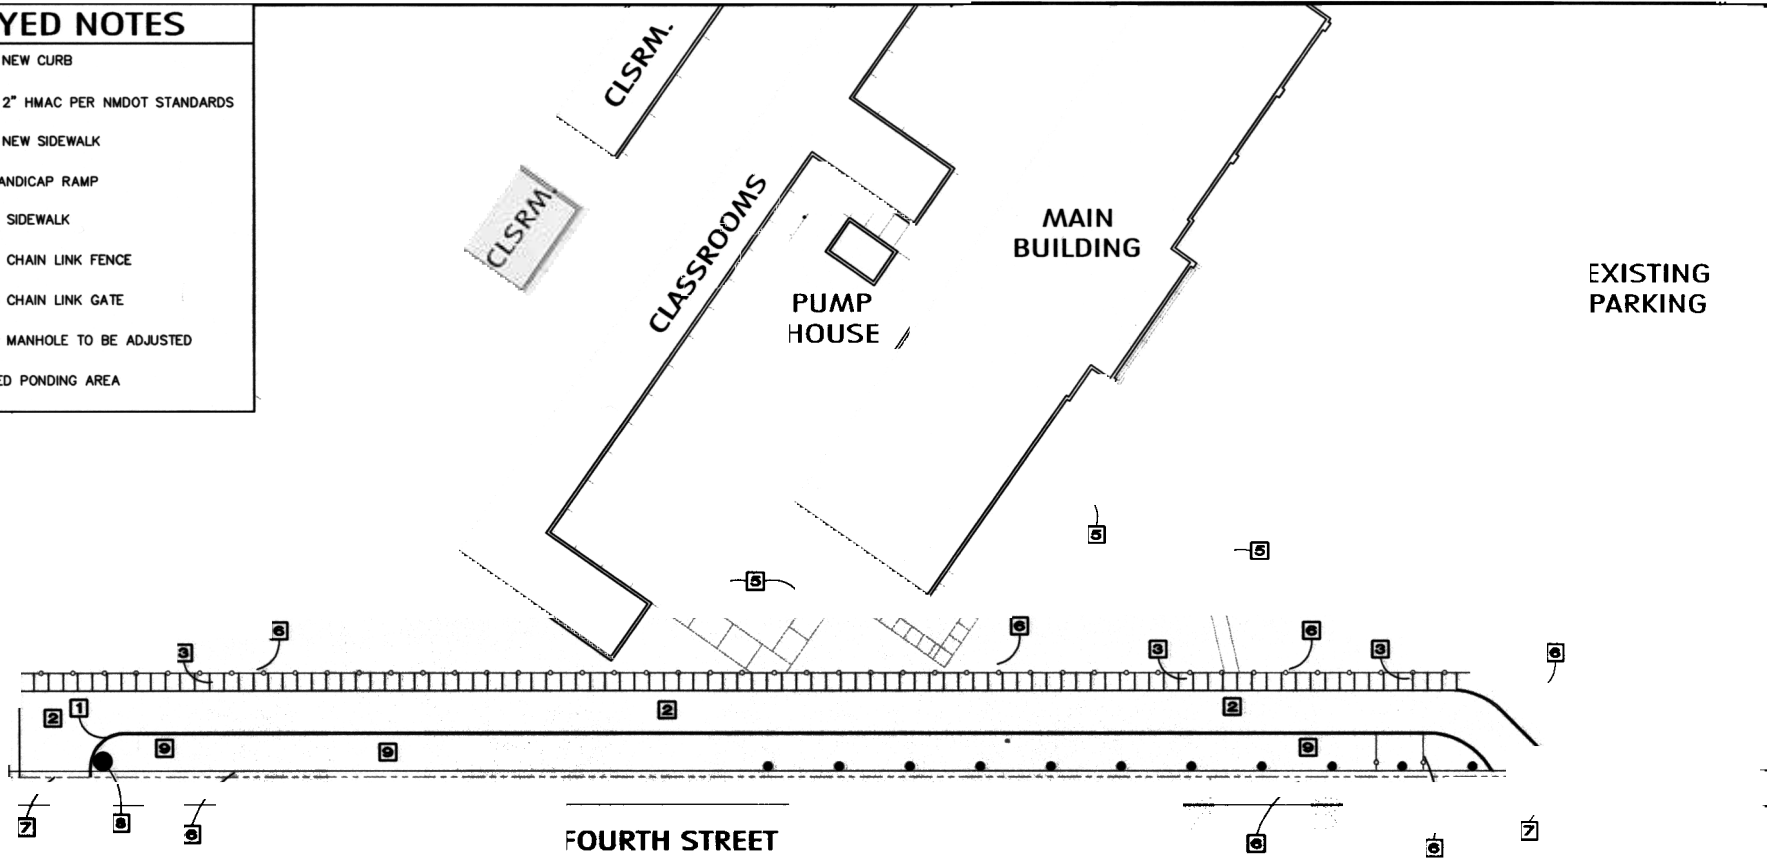 YED NOTES
NEW CURB
2" HMAC PER NMDOT STANDARDS
NEW SIDEWALK
ANDICAP RAMP
SIDEWALK
CHAIN LINK FENCE
CHAIN LINK GATE
MANHOLE TO BE ADJUSTED
ED PONDING AREA
CLSRM.
CLSRM.
CLASSROOMS
MAIN
BUILDING
PUMP
HOUSE
EXISTING
PARKING
5
5
5
6
3
6
3
6
3
6
2
1
2
2
9
9
9
7
8
6
6
6
7
FOURTH STREET